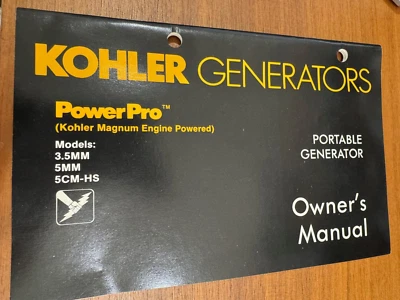 KOHLER GENERATORS
PowerPro™
(Kohler Magnum Engine Powered)
Models:
3.5MM
5MM
5CM-HS
PORTABLE
GENERATOR
Owner's
Manual